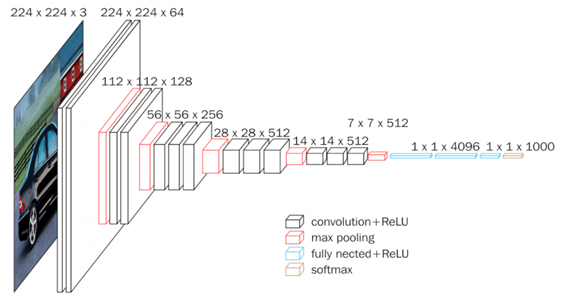 224 x 224 x 3
224 x 224 x 64
112 x 112 x 128
56 x 56 x 256
28 x 28 x 512
14 x 14 x 512
7 x 7 x 512
1 x 1 x 4096
1 x 1 x 1000
convolution+ReLU
max pooling
fully nected+ReLU
softmax